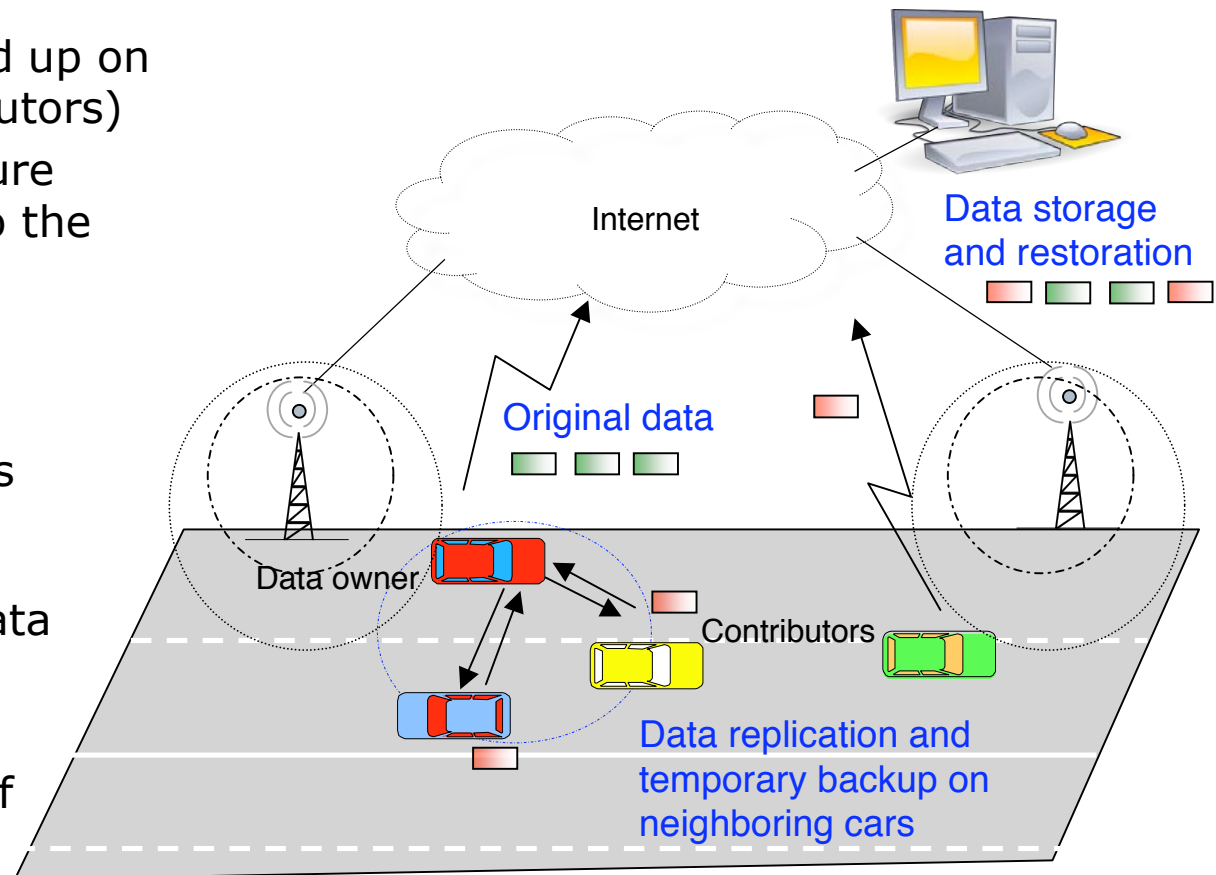 d up on
utors)
ure
o the
s
ata
f
Internet
Data storage
and restoration
Original data
Data owner
Contributors
Data replication and
temporary backup on
neighboring cars